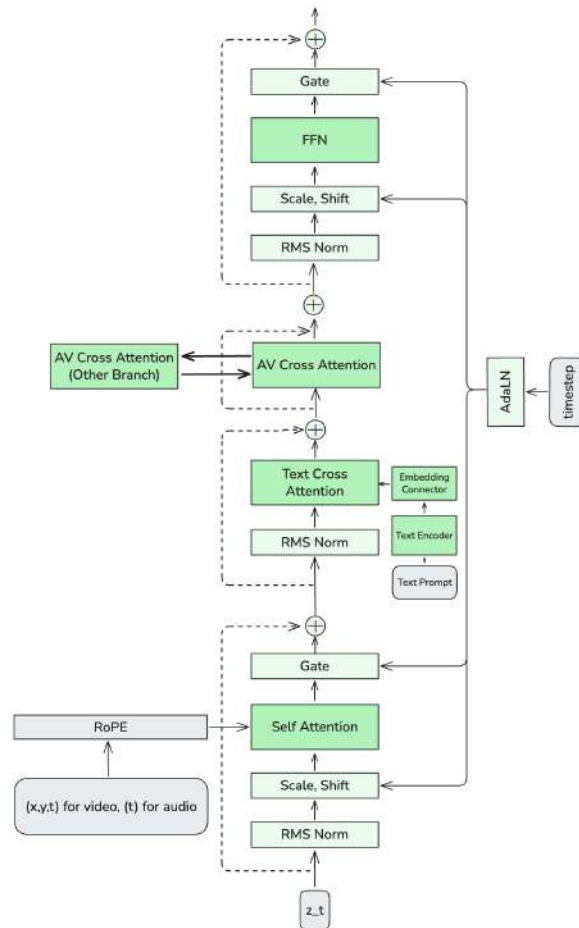 Gate
FFN
Scale, Shift
RMS Norm
AV Cross Attention
(Other Branch)
AV Cross Attention
AdaLN
timestep
Text Cross
Attention
Embedding
Connector
Text Encoder
RMS Norm
Text Prompt
Gate
RoPE
Self Attention
(x,y,t) for video, (t) for audio
Scale, Shift
RMS Norm
z_t